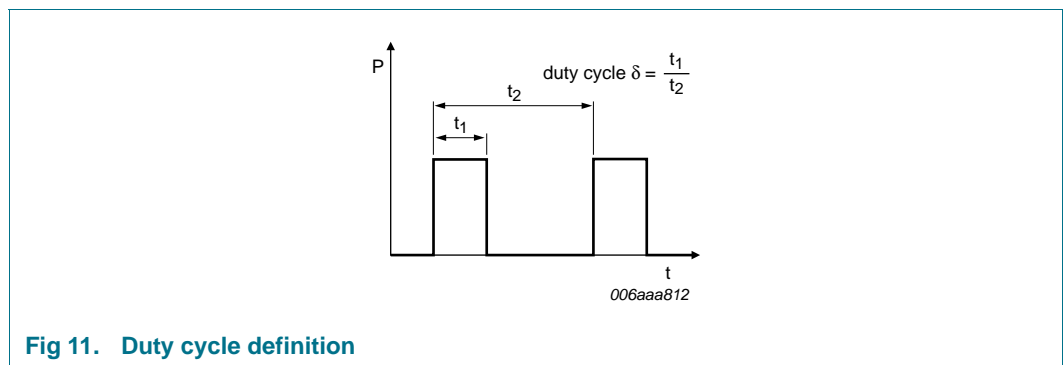 P
duty cycle δ = t1
t2
t2
t1
t
006aaa812
Fig 11. Duty cycle definition